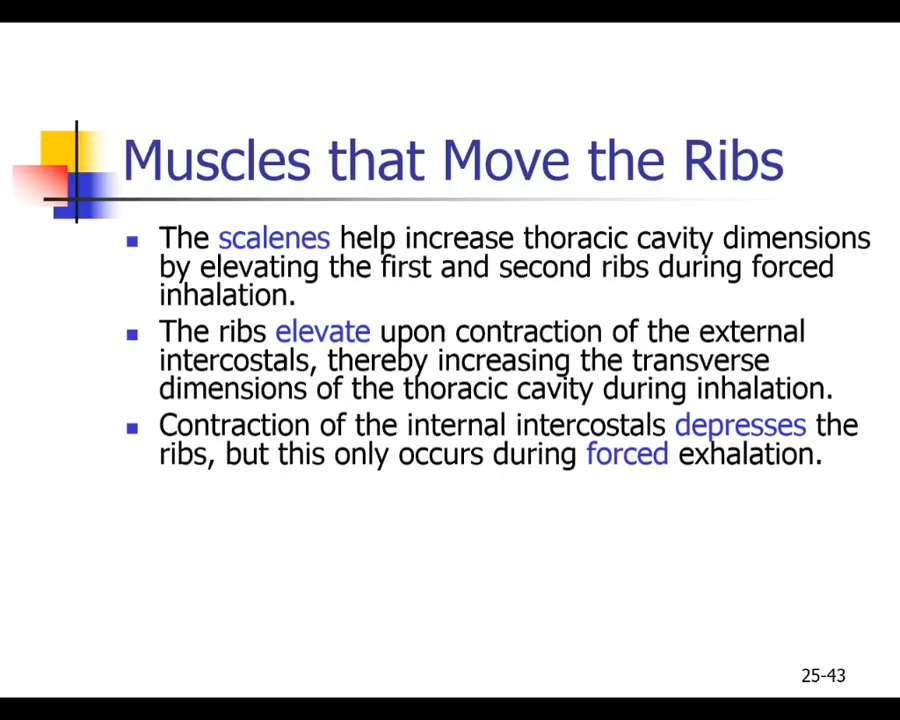 Muscles that Move the Ribs
The scalenes help increase thoracic cavity dimensions
by elevating the first and second ribs during forced
inhalation.
The ribs elevate upon contraction of the external
intercostals, thereby increasing the transverse
dimensions of the thoracic cavity during inhalation.
Contraction of the internal intercostals depresses the
ribs, but this only occurs during forced exhalation.
25-43